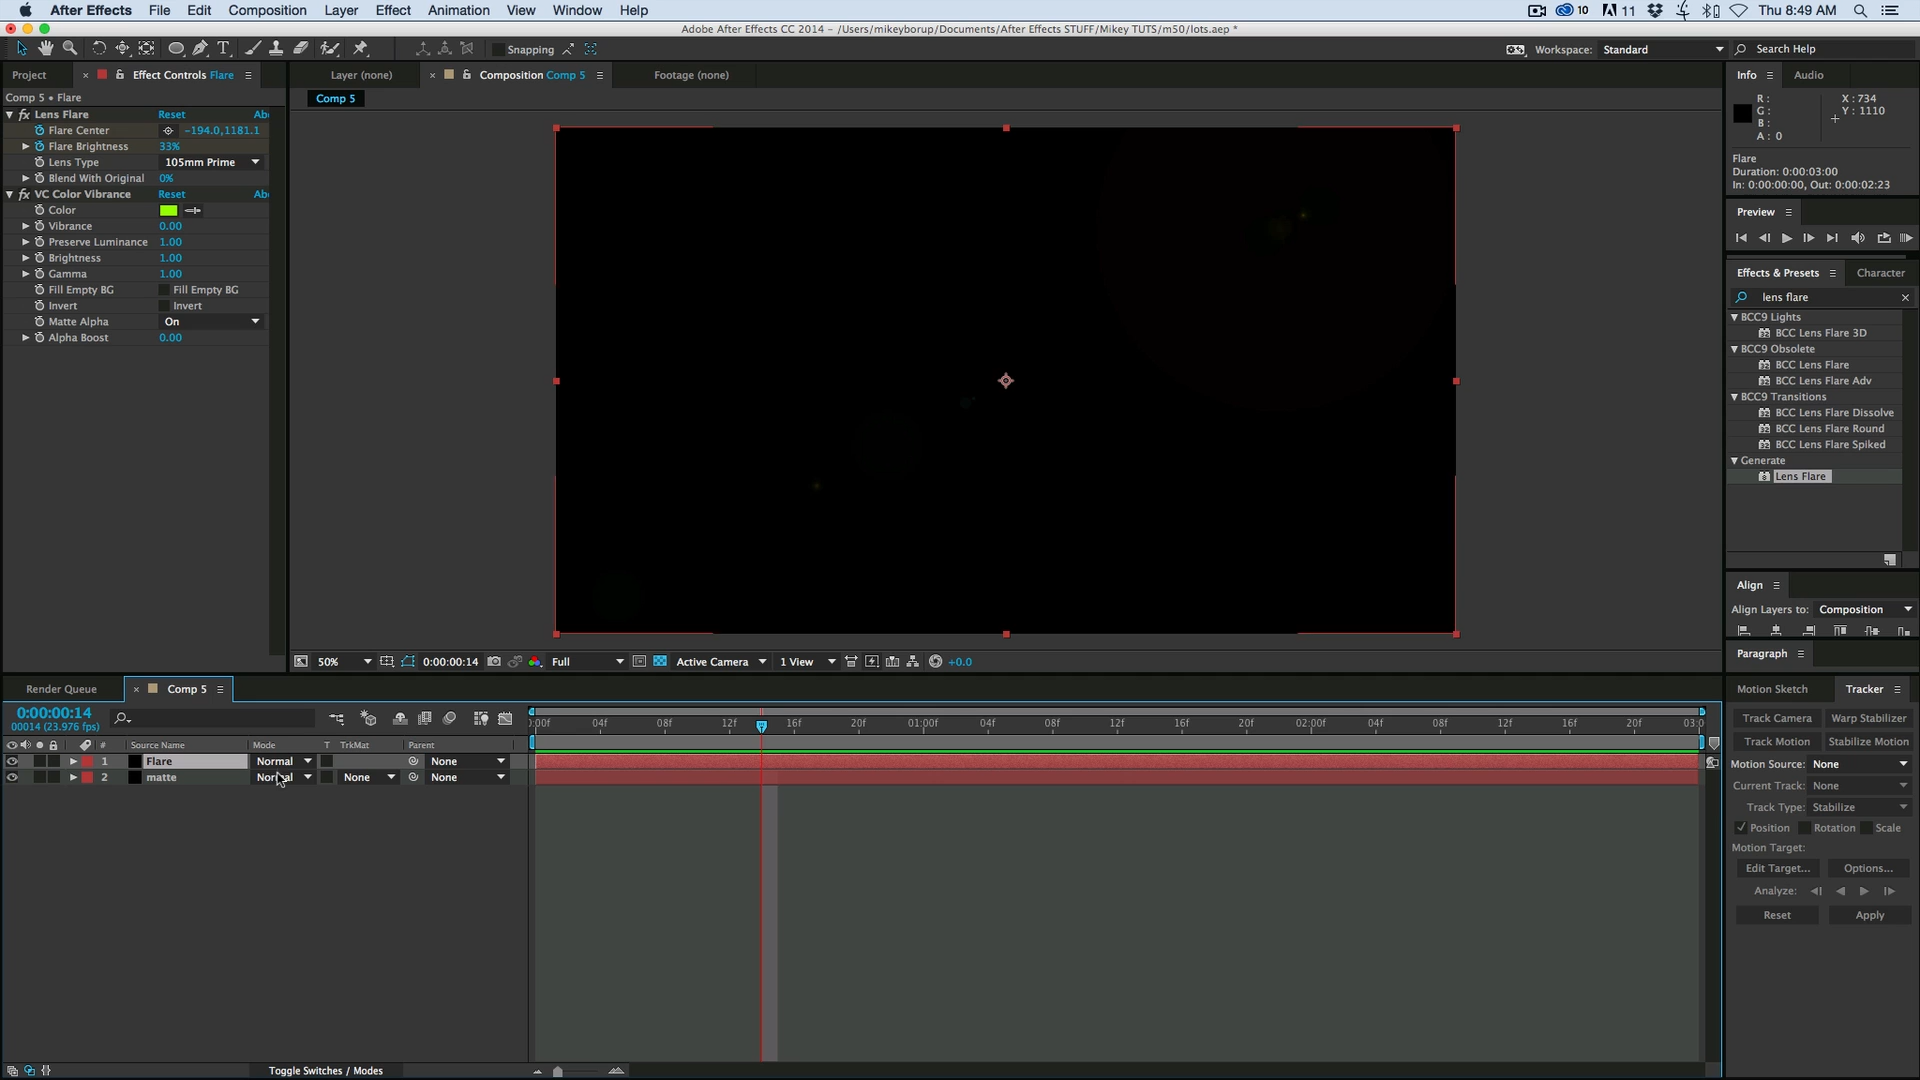 After Effects File Edit Composition Layer Effect Animation View Window Help 10 11 Thu 8:49 AM
Adobe After Effects CC 2014 – /Users/mikeyborup/Documents/After Effects STUFF/Mikey TUTS/m50/lots.aep *
Snapping Workspace: Standard Search Help
Project Effect Controls Flare Layer (none) Composition Comp 5 Footage (none) Info Audio
Comp 5 • Flare
Comp 5
Lens Flare Reset Ab
Flare Center -194.0,1181.1
Flare Brightness 33%
Lens Type 105mm Prime
Blend With Original 0%
VC Color Vibrance Reset Ab
Color
Vibrance 0.00
Preserve Luminance 1.00
Brightness 1.00
Gamma 1.00
Fill Empty BG Fill Empty BG
Invert Invert
Matte Alpha On
Alpha Boost 0.00
R: X : 734
G: Y : 1110
B:
A : 0
Flare
Duration: 0:00:03:00
In: 0:00:00:00, Out: 0:00:02:23
Preview
Effects & Presets Character
lens flare
BCC9 Lights
BCC Lens Flare 3D
BCC9 Obsolete
BCC Lens Flare
BCC Lens Flare Adv
BCC9 Transitions
BCC Lens Flare Dissolve
BCC Lens Flare Round
BCC Lens Flare Spiked
Generate
Lens Flare
Align
Align Layers to: Composition
Paragraph
50% 0:00:00:14 Full Active Camera 1 View +0.0
Render Queue Comp 5
0:00:00:14
00014 (23.976 fps)
):00f 04f 08f 12f 16f 20f 01:00f 04f 08f 12f 16f 20f 02:00f 04f 08f 12f 16f 20f 03:0
# Source Name Mode T TrkMat Parent
1 Flare Normal None
2 matte Normal None None
Toggle Switches / Modes
Motion Sketch Tracker
Track Camera Warp Stabilizer
Track Motion Stabilize Motion
Motion Source: None
Current Track: None
Track Type: Stabilize
Position Rotation Scale
Motion Target:
Edit Target... Options...
Analyze:
Reset Apply